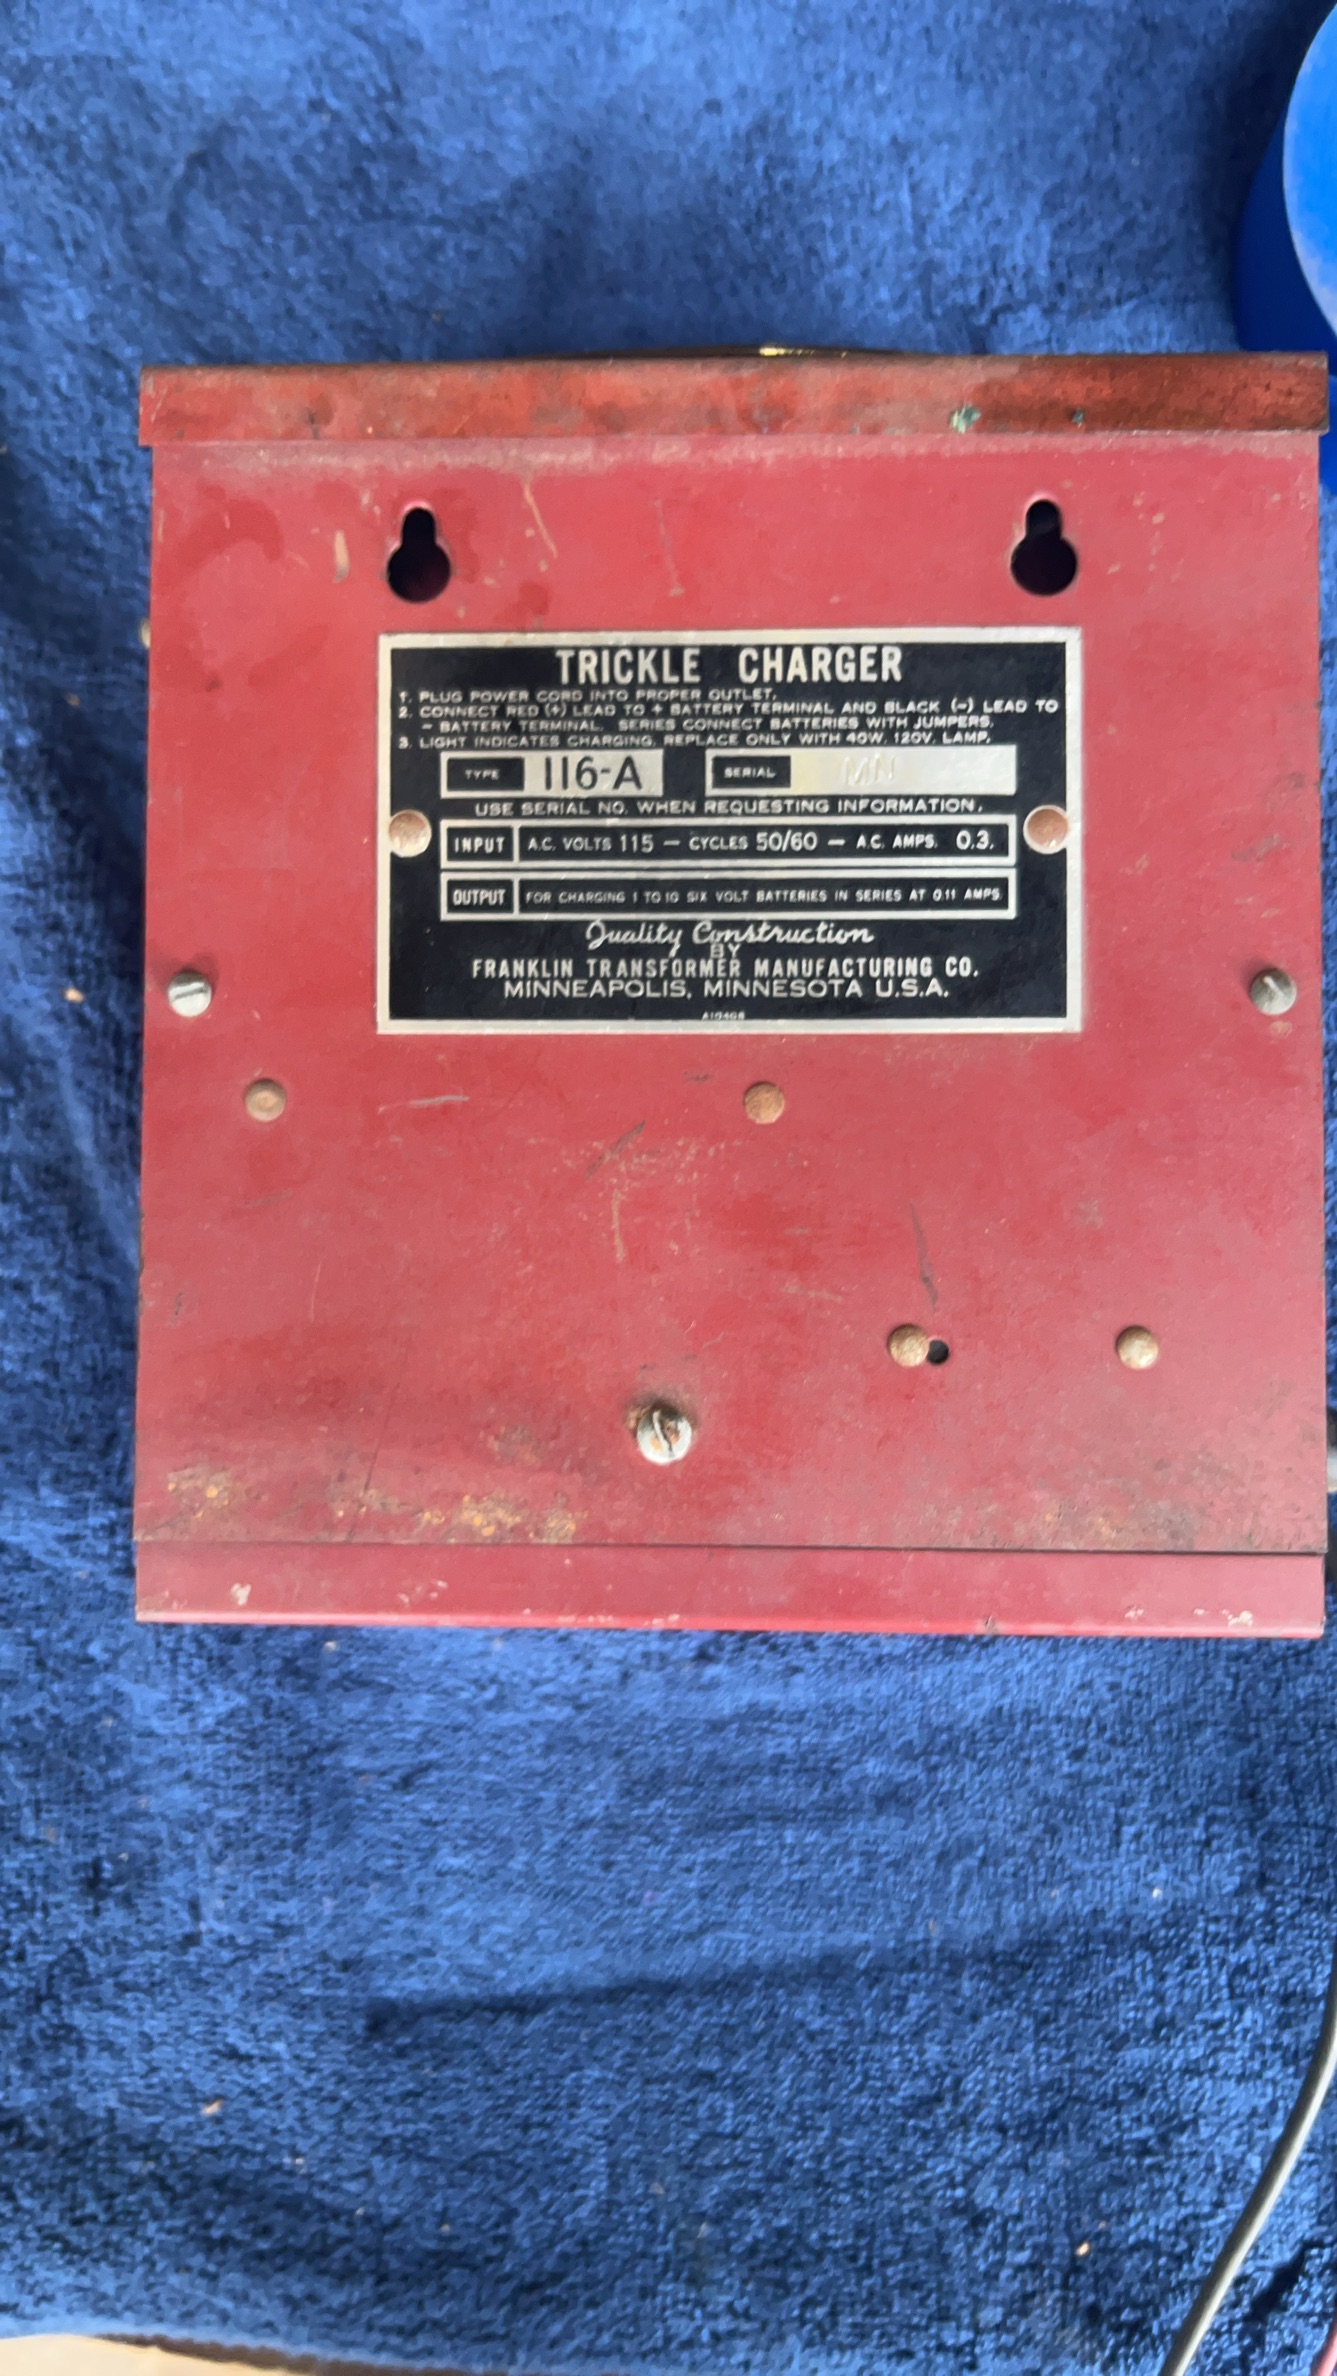 TRICKLE CHARGER
1. PLUG POWER CORD INTO PROPER OUTLET.
2. CONNECT RED (+) LEAD TO + BATTERY TERMINAL AND BLACK (-) LEAD TO
- BATTERY TERMINAL. SERIES CONNECT BATTERIES WITH JUMPERS.
3. LIGHT INDICATES CHARGING. REPLACE ONLY WITH 40W. 120V. LAMP.
TYPE 116-A SERIAL MN
USE SERIAL NO. WHEN REQUESTING INFORMATION.
INPUT A.C. VOLTS 115 — CYCLES 50/60 — A.C. AMPS. 0.3.
OUTPUT FOR CHARGING 1 TO 10 SIX VOLT BATTERIES IN SERIES AT 0.11 AMPS.
Quality Construction
BY
FRANKLIN TRANSFORMER MANUFACTURING CO.
MINNEAPOLIS, MINNESOTA U.S.A.